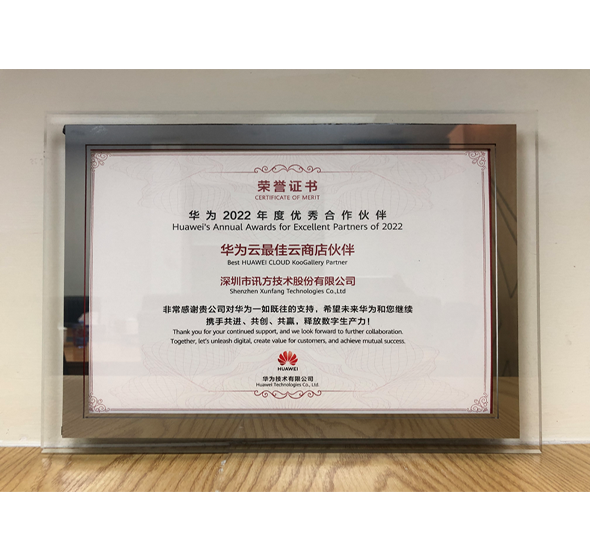 荣誉证书
CERTIFICATE OF MERIT
华为 2022 年度优秀合作伙伴
Huawei's Annual Awards for Excellent Partners of 2022
华为云最佳云商店伙伴
Best HUAWEI CLOUD KooGallery Partner
深圳市讯方技术股份有限公司
Shenzhen Xunfang Technologies Co.,Ltd
非常感谢贵公司对华为一如既往的支持，希望未来华为和您继续
携手共进、共创、共赢，释放数字生产力！
Thank you for your continued support, and we look forward to further collaboration.
Together, let's unleash digital, create value for customers, and achieve mutual success.
HUAWEI
华为技术有限公司
Huawei Technologies Co., Ltd.